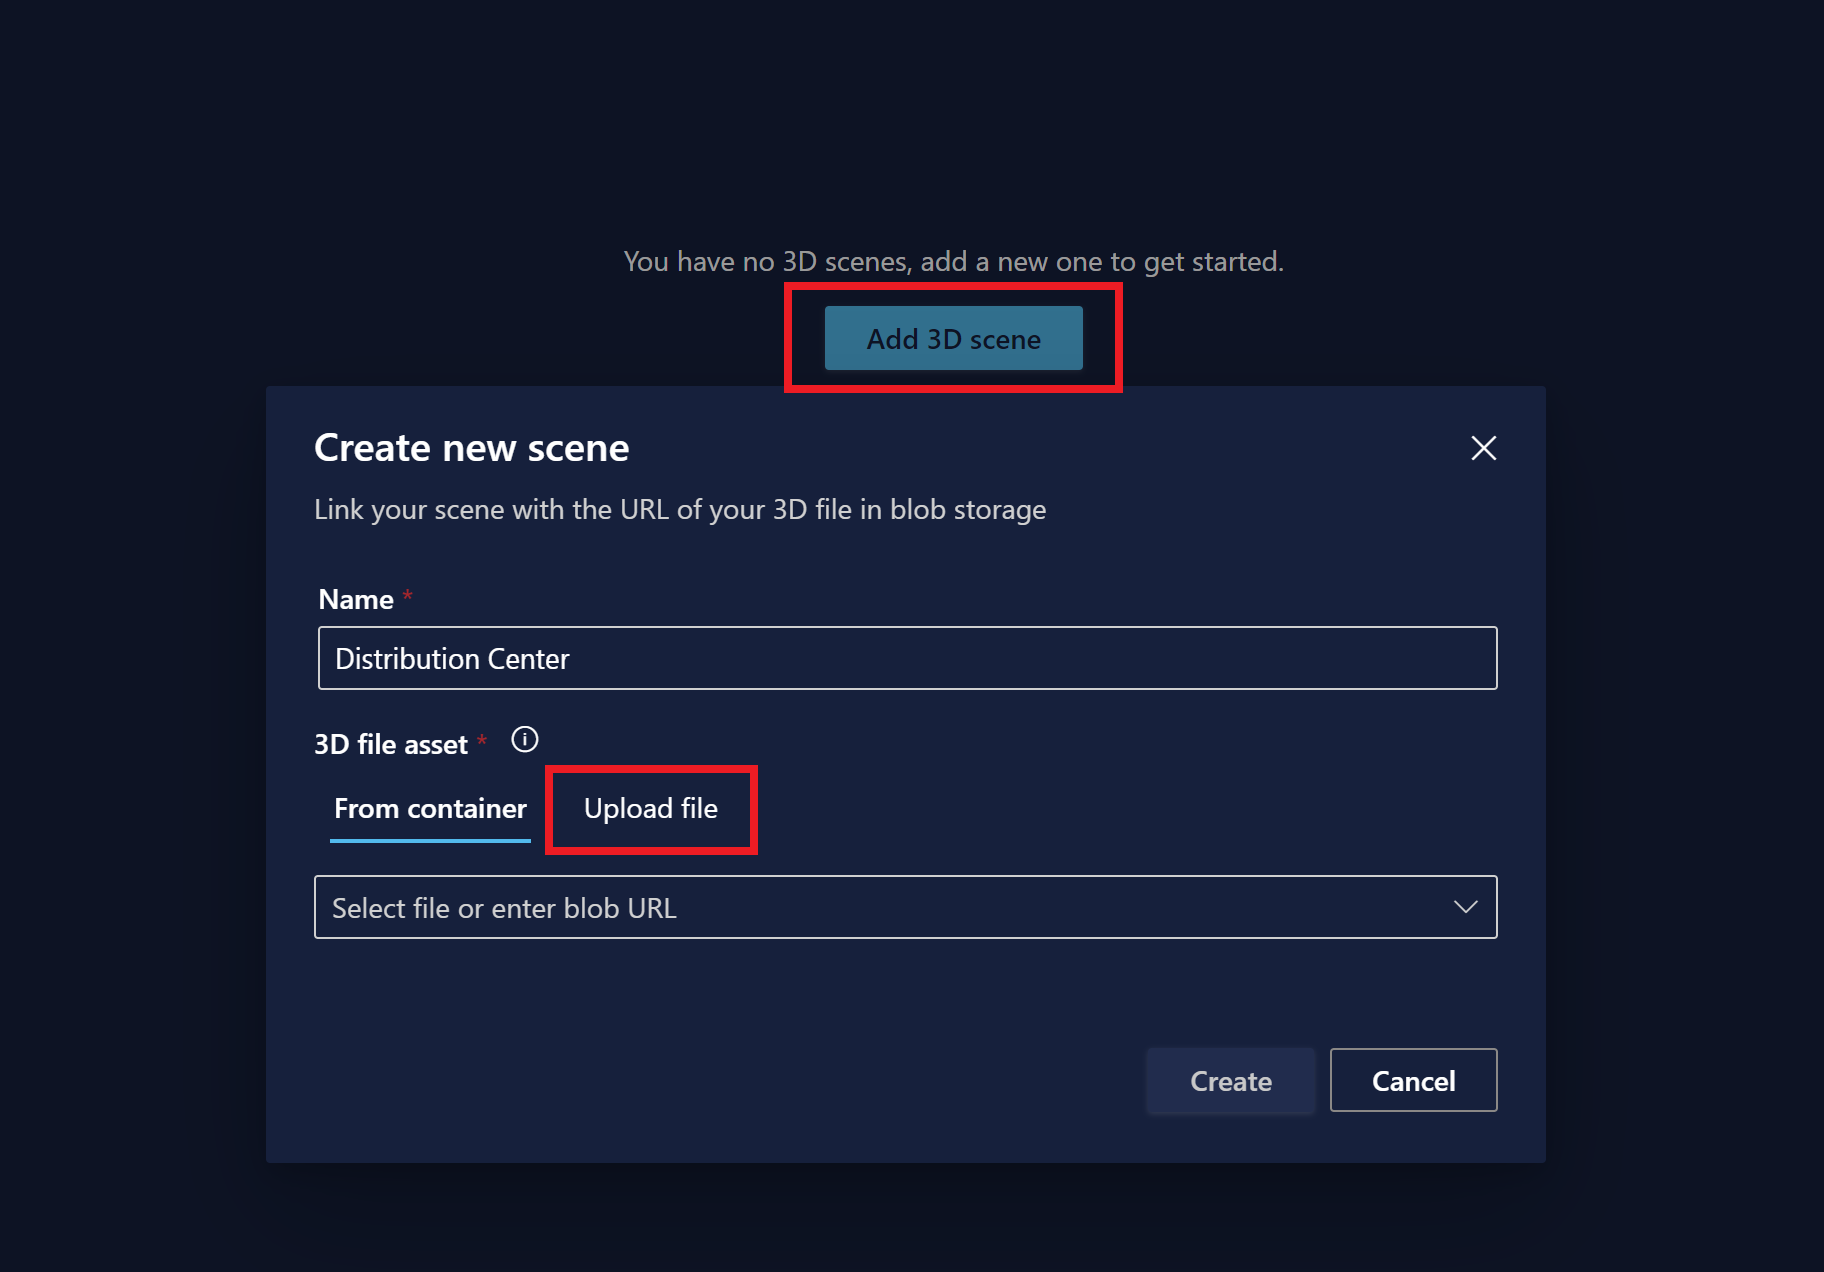 You have no 3D scenes, add a new one to get started.
Add 3D scene
Create new scene
Link your scene with the URL of your 3D file in blob storage
Name *
Distribution Center
3D file asset *
From container
Upload file
Select file or enter blob URL
Create
Cancel